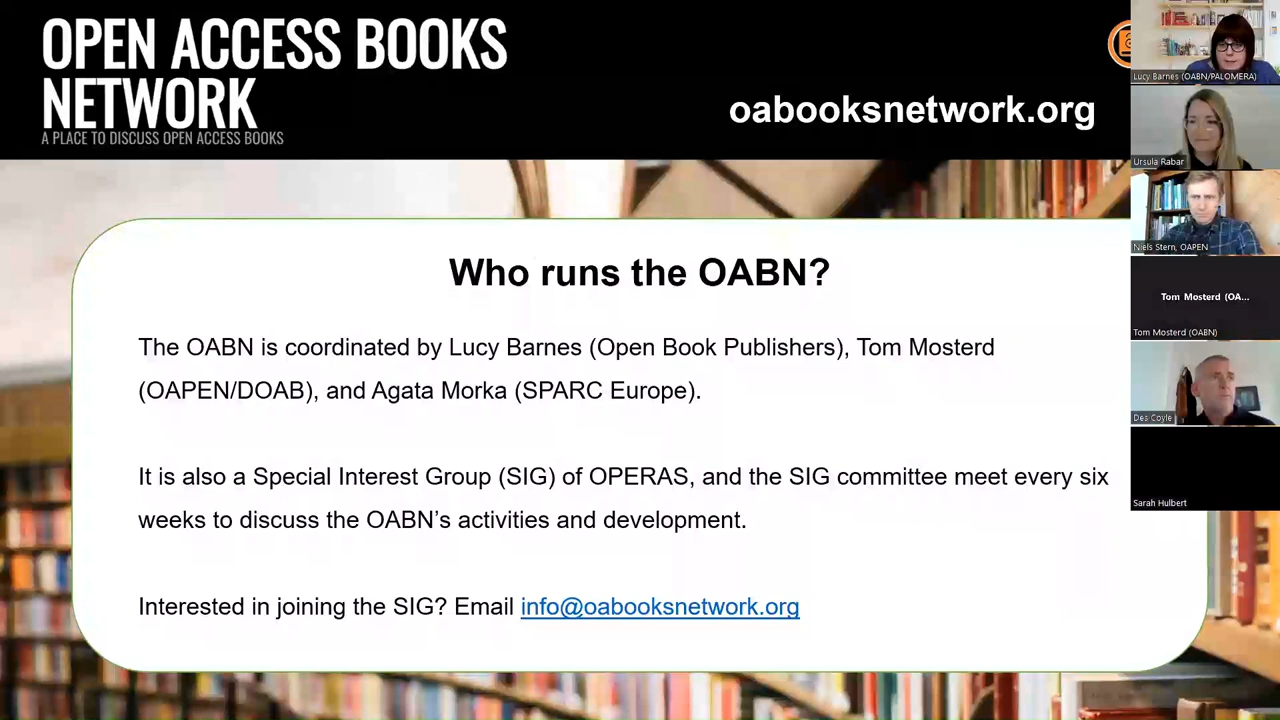 OPEN ACCESS BOOKS
NETWORK
A PLACE TO DISCUSS OPEN ACCESS BOOKS
oabooksnetwork.org
Who runs the OABN?
The OABN is coordinated by Lucy Barnes (Open Book Publishers), Tom Mosterd
(OAPEN/DOAB), and Agata Morka (SPARC Europe).
It is also a Special Interest Group (SIG) of OPERAS, and the SIG committee meet every six
weeks to discuss the OABN’s activities and development.
Interested in joining the SIG? Email info@oabooksnetwork.org
Lucy Barnes (OABN/PALOMERA)
Ursula Rabar
Niels Stern, OAPEN
Tom Mosterd (OA...
Tom Mosterd (OABN)
Des Coyle
Sarah Hulbert